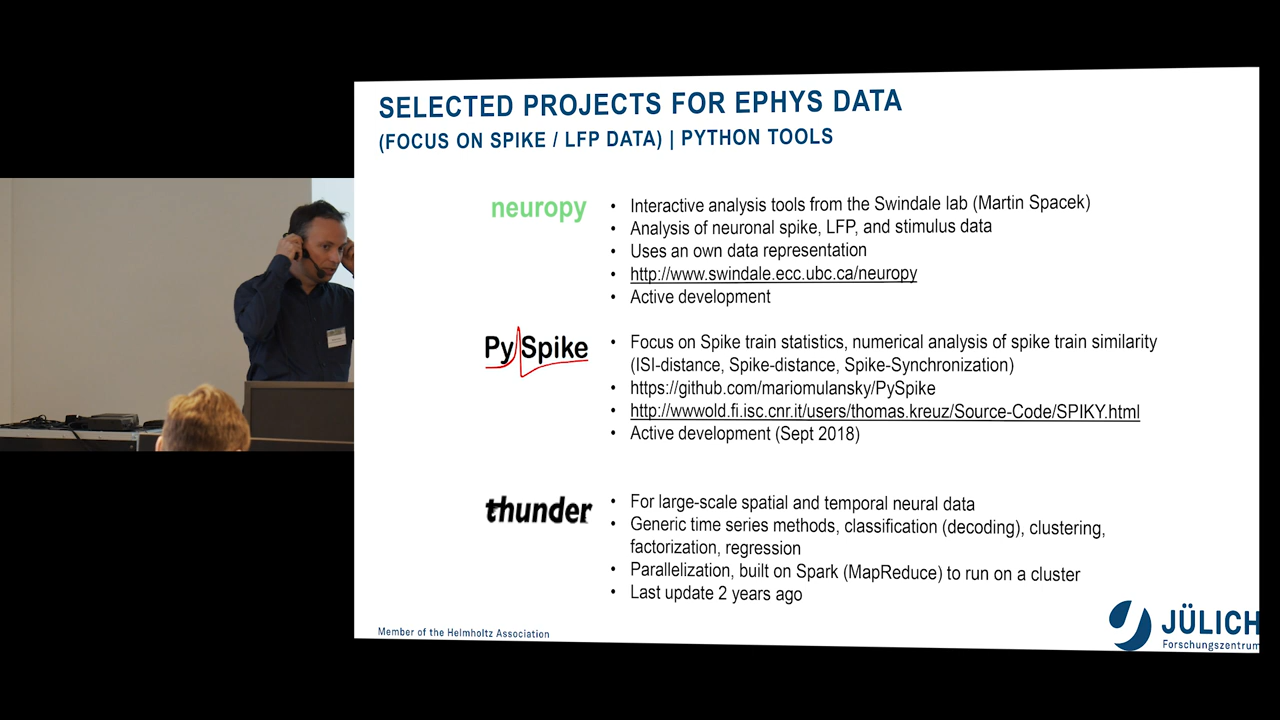 SELECTED PROJECTS FOR EPHYS DATA
(FOCUS ON SPIKE / LFP DATA) | PYTHON TOOLS
neuropy
• Interactive analysis tools from the Swindale lab (Martin Spacek)
• Analysis of neuronal spike, LFP, and stimulus data
• Uses an own data representation
• http://www.swindale.ecc.ubc.ca/neuropy
• Active development
PySpike
• Focus on Spike train statistics, numerical analysis of spike train similarity
(ISI-distance, Spike-distance, Spike-Synchronization)
• https://github.com/mariomulansky/PySpike
• http://wwwold.fi.isc.cnr.it/users/thomas.kreuz/Source-Code/SPIKY.html
• Active development (Sept 2018)
thunder
• For large-scale spatial and temporal neural data
• Generic time series methods, classification (decoding), clustering,
factorization, regression
• Parallelization, built on Spark (MapReduce) to run on a cluster
• Last update 2 years ago
Member of the Helmholtz Association
JÜLICH
Forschungszentrum